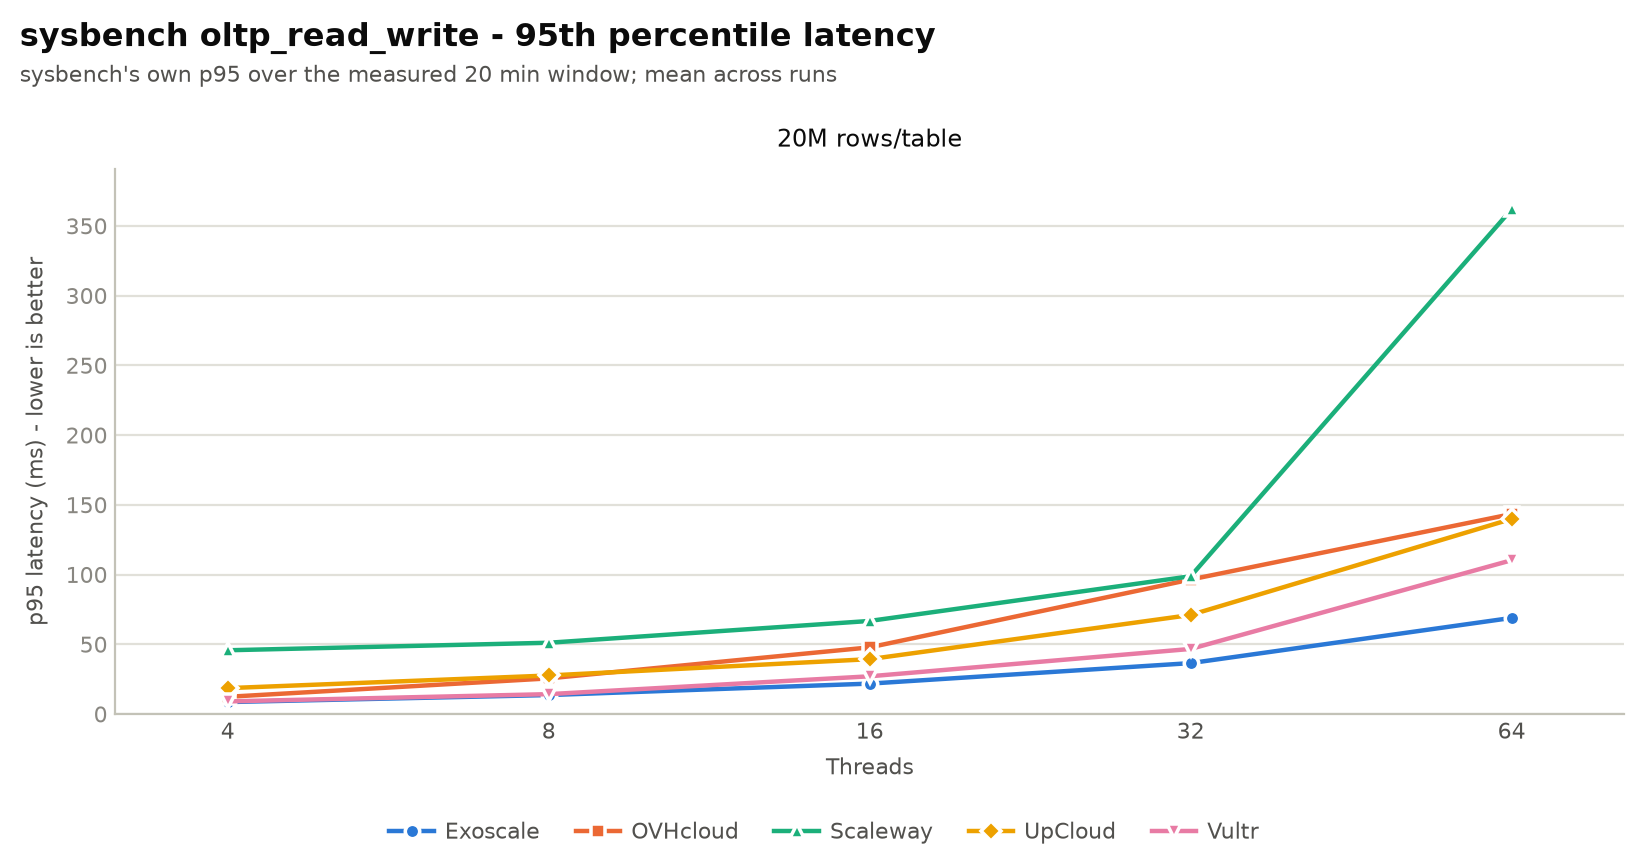 sysbench oltp_read_write - 95th percentile latency
sysbench's own p95 over the measured 20 min window; mean across runs
20M rows/table
p95 latency (ms) - lower is better
350
300
250
200
150
100
50
0
4 8 16 32 64
Threads
Exoscale OVHcloud Scaleway UpCloud Vultr